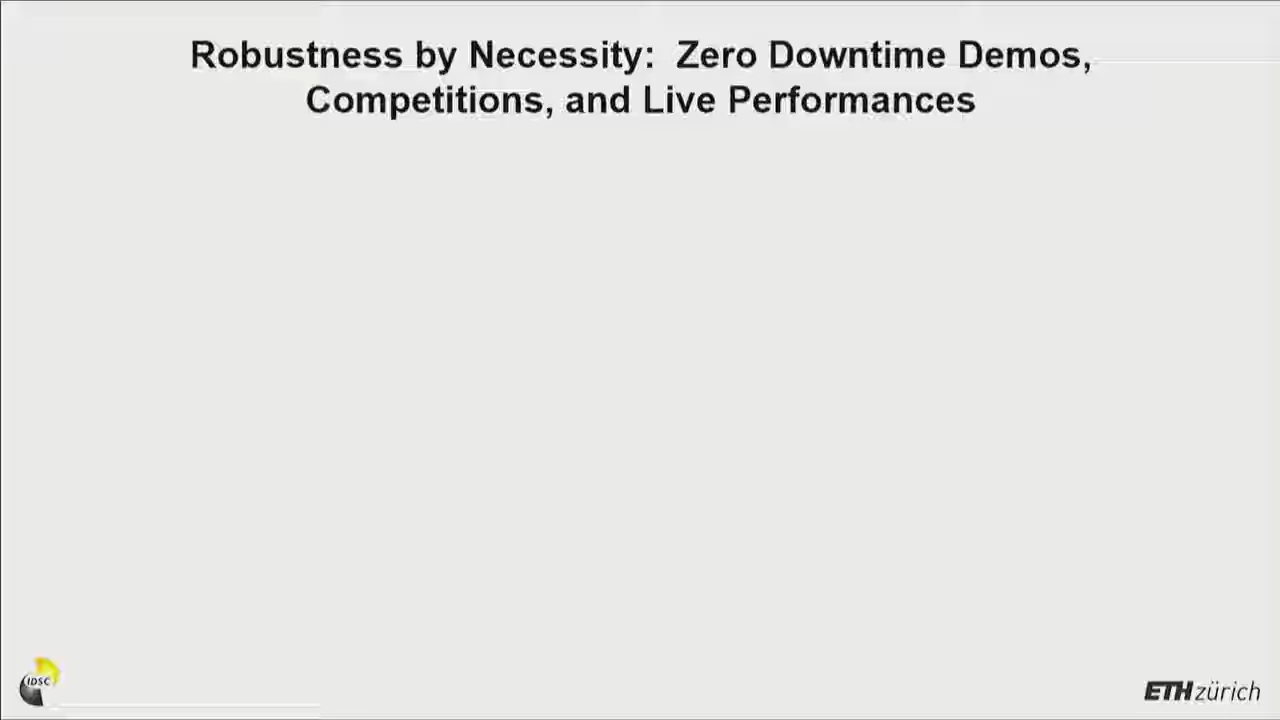 Robustness by Necessity:  Zero Downtime Demos,
Competitions, and Live Performances
IDSC
ETH zürich